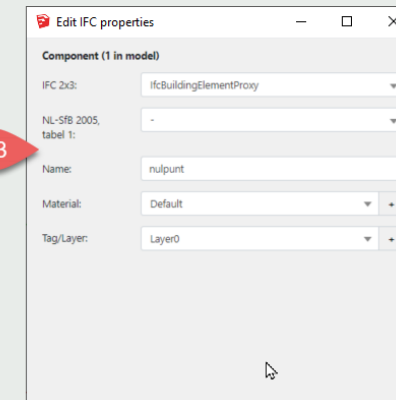 Edit IFC properties
Component (1 in model)
IFC 2x3: IfcBuildingElementProxy
NL-SfB 2005, -
tabel 1:
3
Name: nulpunt
Material: Default +
Tag/Layer: Layer0 +